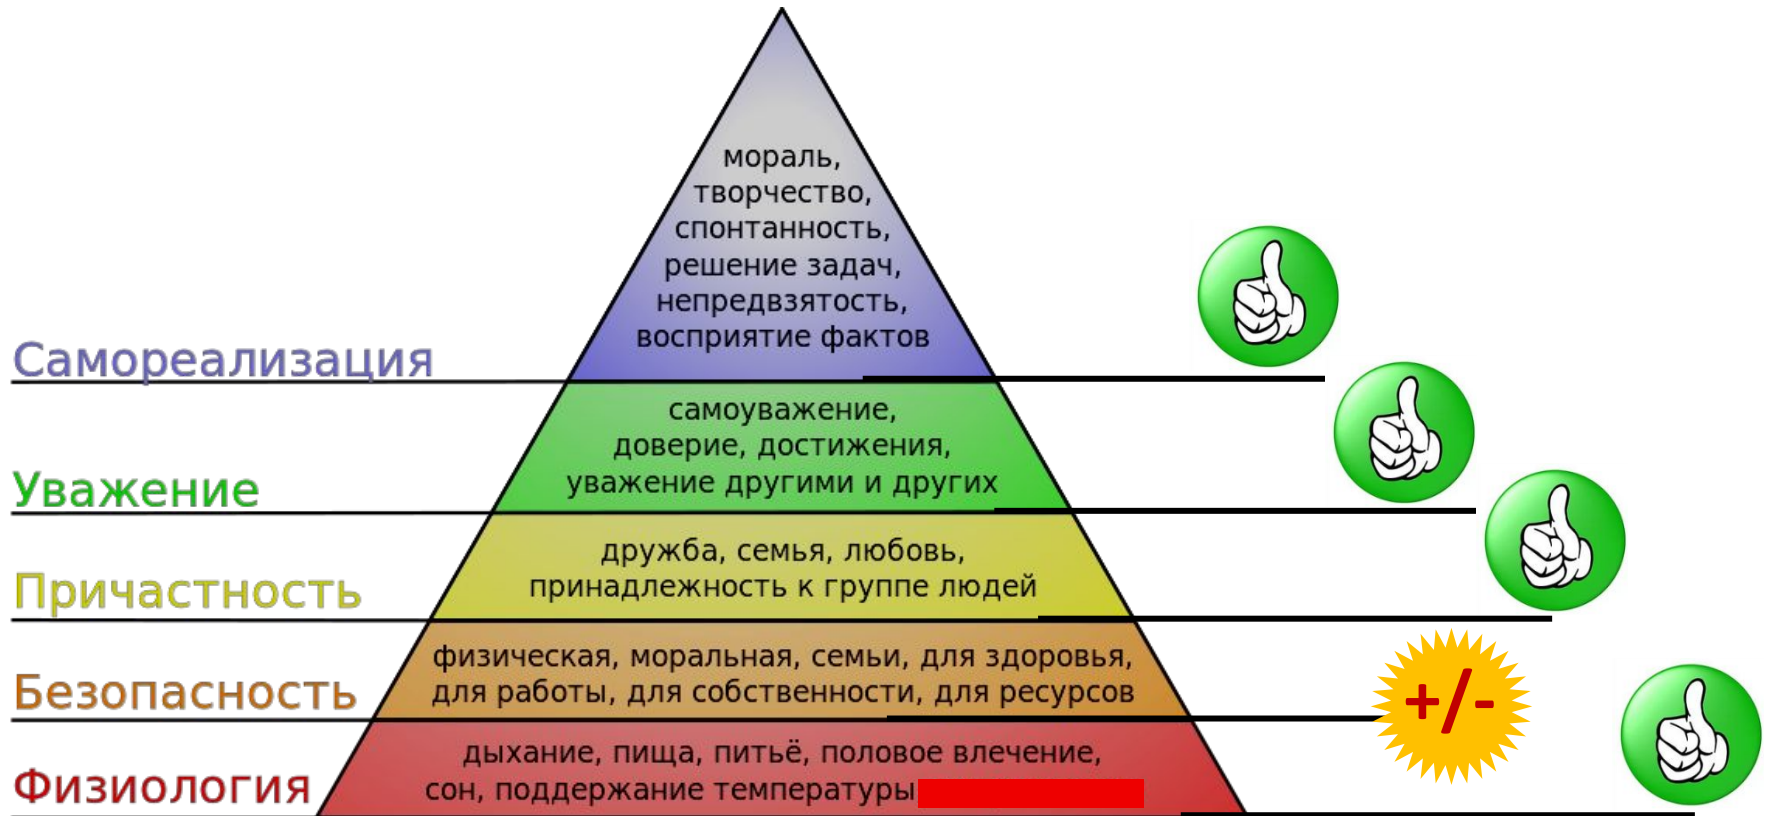 мораль,
творчество,
спонтанность,
решение задач,
непредвзятость,
восприятие фактов
Самореализация
самоуважение,
доверие, достижения,
уважение другими и других
Уважение
дружба, семья, любовь,
принадлежность к группе людей
Причастность
физическая, моральная, семьи, для здоровья,
для работы, для собственности, для ресурсов
Безопасность
+/-
дыхание, пища, питьё, половое влечение,
сон, поддержание температуры
Физиология